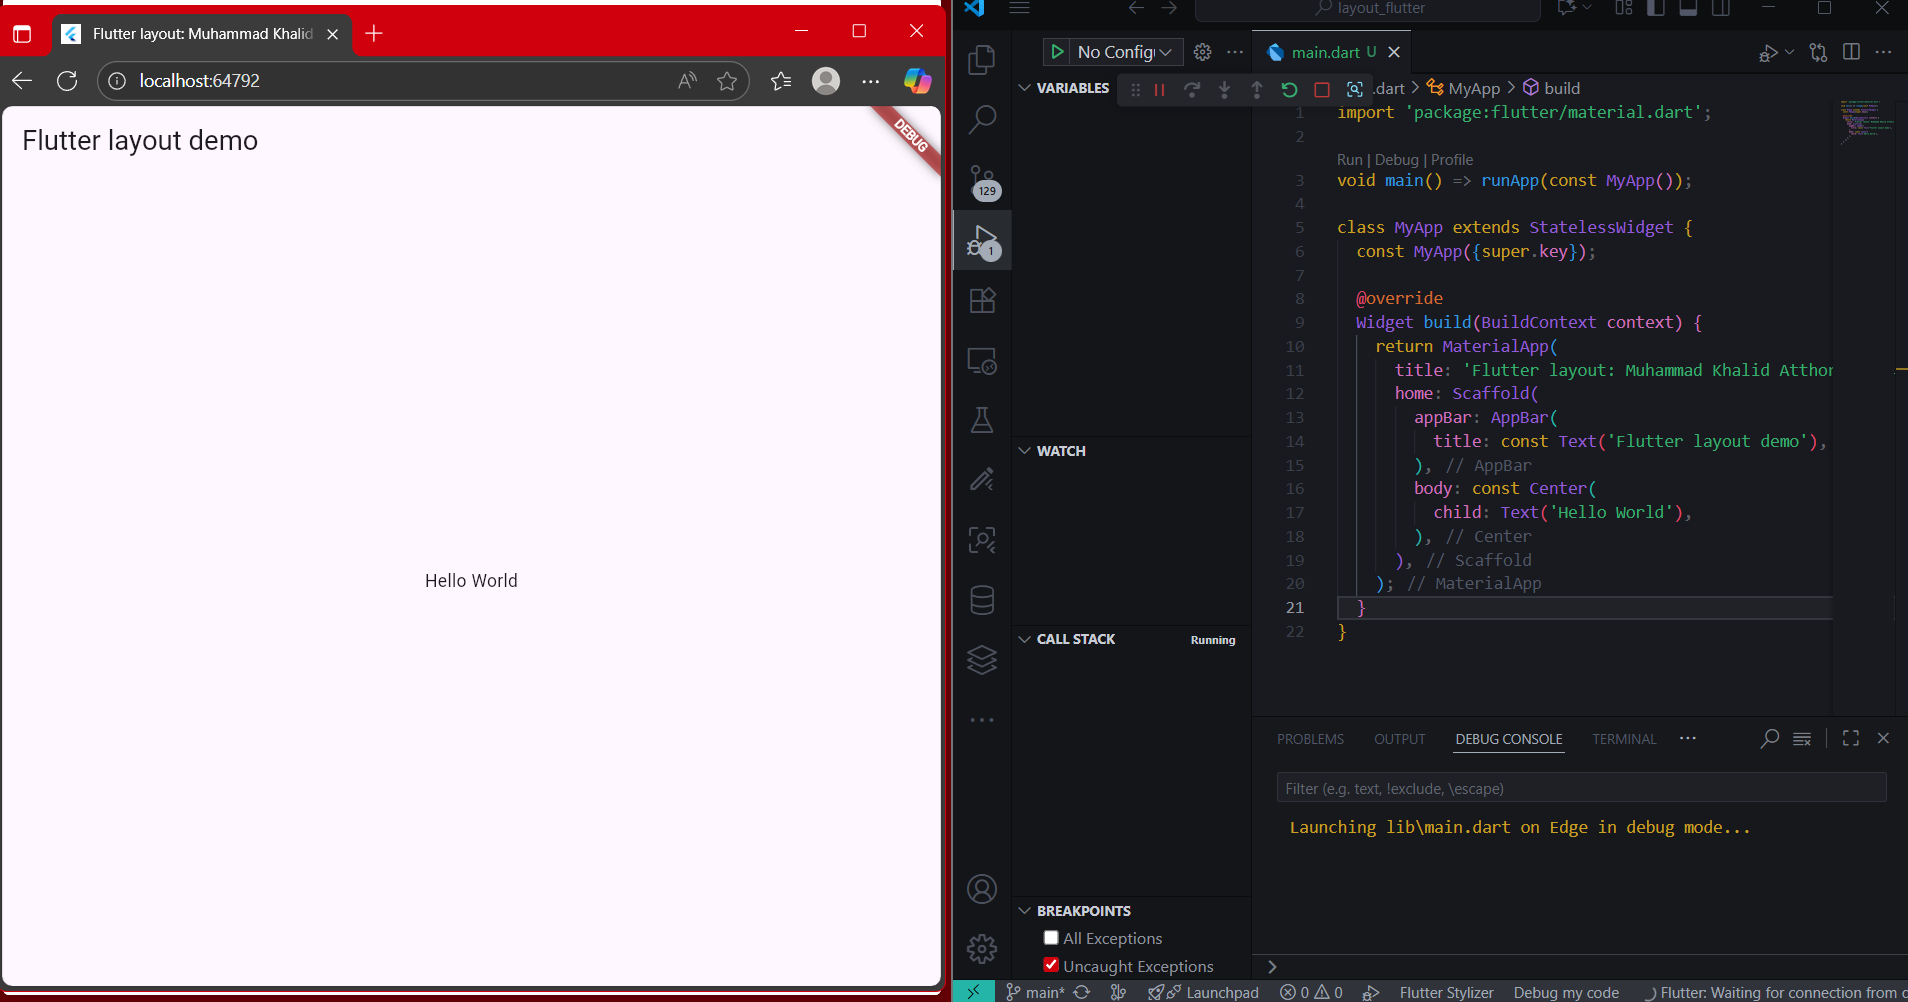 Flutter layout: Muhammad Khalid
localhost:64792
Flutter layout demo
DEBUG
Hello World
layout_flutter
No Config
main.dart U
VARIABLES
.dart > MyApp > build
129
1
WATCH
CALL STACK
Running
BREAKPOINTS
All Exceptions
Uncaught Exceptions
1 import 'package:flutter/material.dart';
2
Run | Debug | Profile
3 void main() => runApp(const MyApp());
4
5 class MyApp extends StatelessWidget {
6 const MyApp({super.key});
7
8 @override
9 Widget build(BuildContext context) {
10 return MaterialApp(
11 title: 'Flutter layout: Muhammad Khalid Atthor
12 home: Scaffold(
13 appBar: AppBar(
14 title: const Text('Flutter layout demo'),
15 ), // AppBar
16 body: const Center(
17 child: Text('Hello World'),
18 ), // Center
19 ), // Scaffold
20 ); // MaterialApp
21 }
22 }
PROBLEMS OUTPUT DEBUG CONSOLE TERMINAL
Filter (e.g. text, !exclude, \escape)
Launching lib\main.dart on Edge in debug mode...
main* Launchpad 0 0 Flutter Stylizer Debug my code Flutter: Waiting for connection from